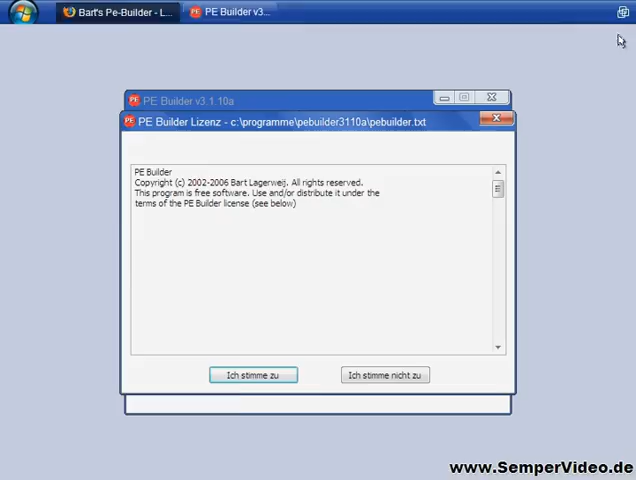 Bart's Pe-Builder - L...
PE Builder v3...
PE Builder v3.1.10a
PE Builder Lizenz - c:\programme\pebuilder3110a\pebuilder.txt
PE Builder
Copyright (c) 2002-2006 Bart Lagerweij. All rights reserved.
This program is free software. Use and/or distribute it under the
terms of the PE Builder license (see below)
Ich stimme zu
Ich stimme nicht zu
www.SemperVideo.de